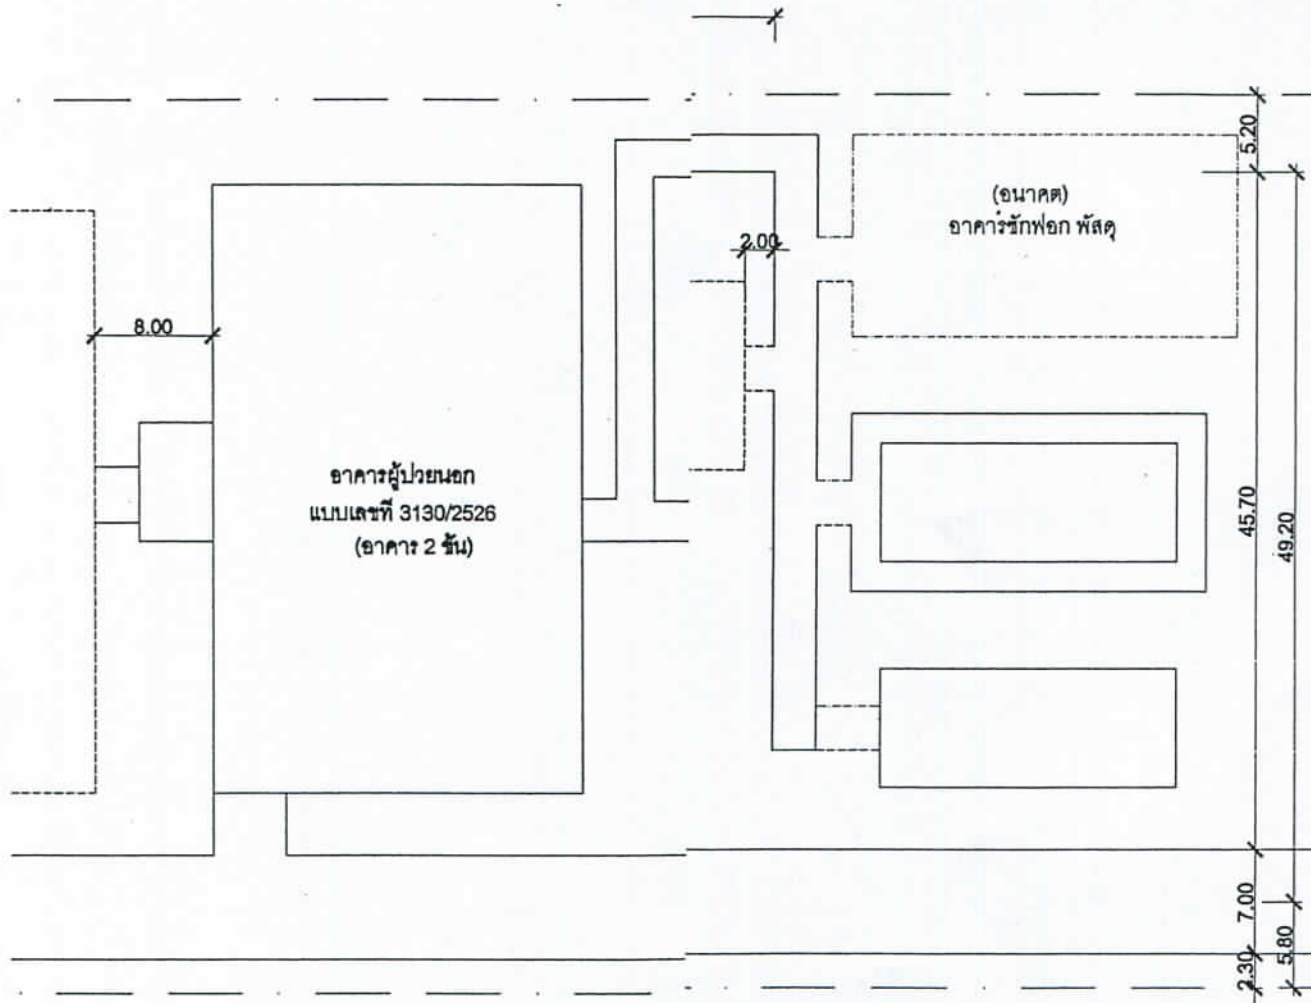 5.20
(อนาคต)
อาคารซักฟอก พัสดุ
2.00
8.00
อาคารผู้ป่วยนอก
แบบเลขที่ 3130/2526
(อาคาร 2 ชั้น)
45.70
49.20
7.00
2.30
5.80